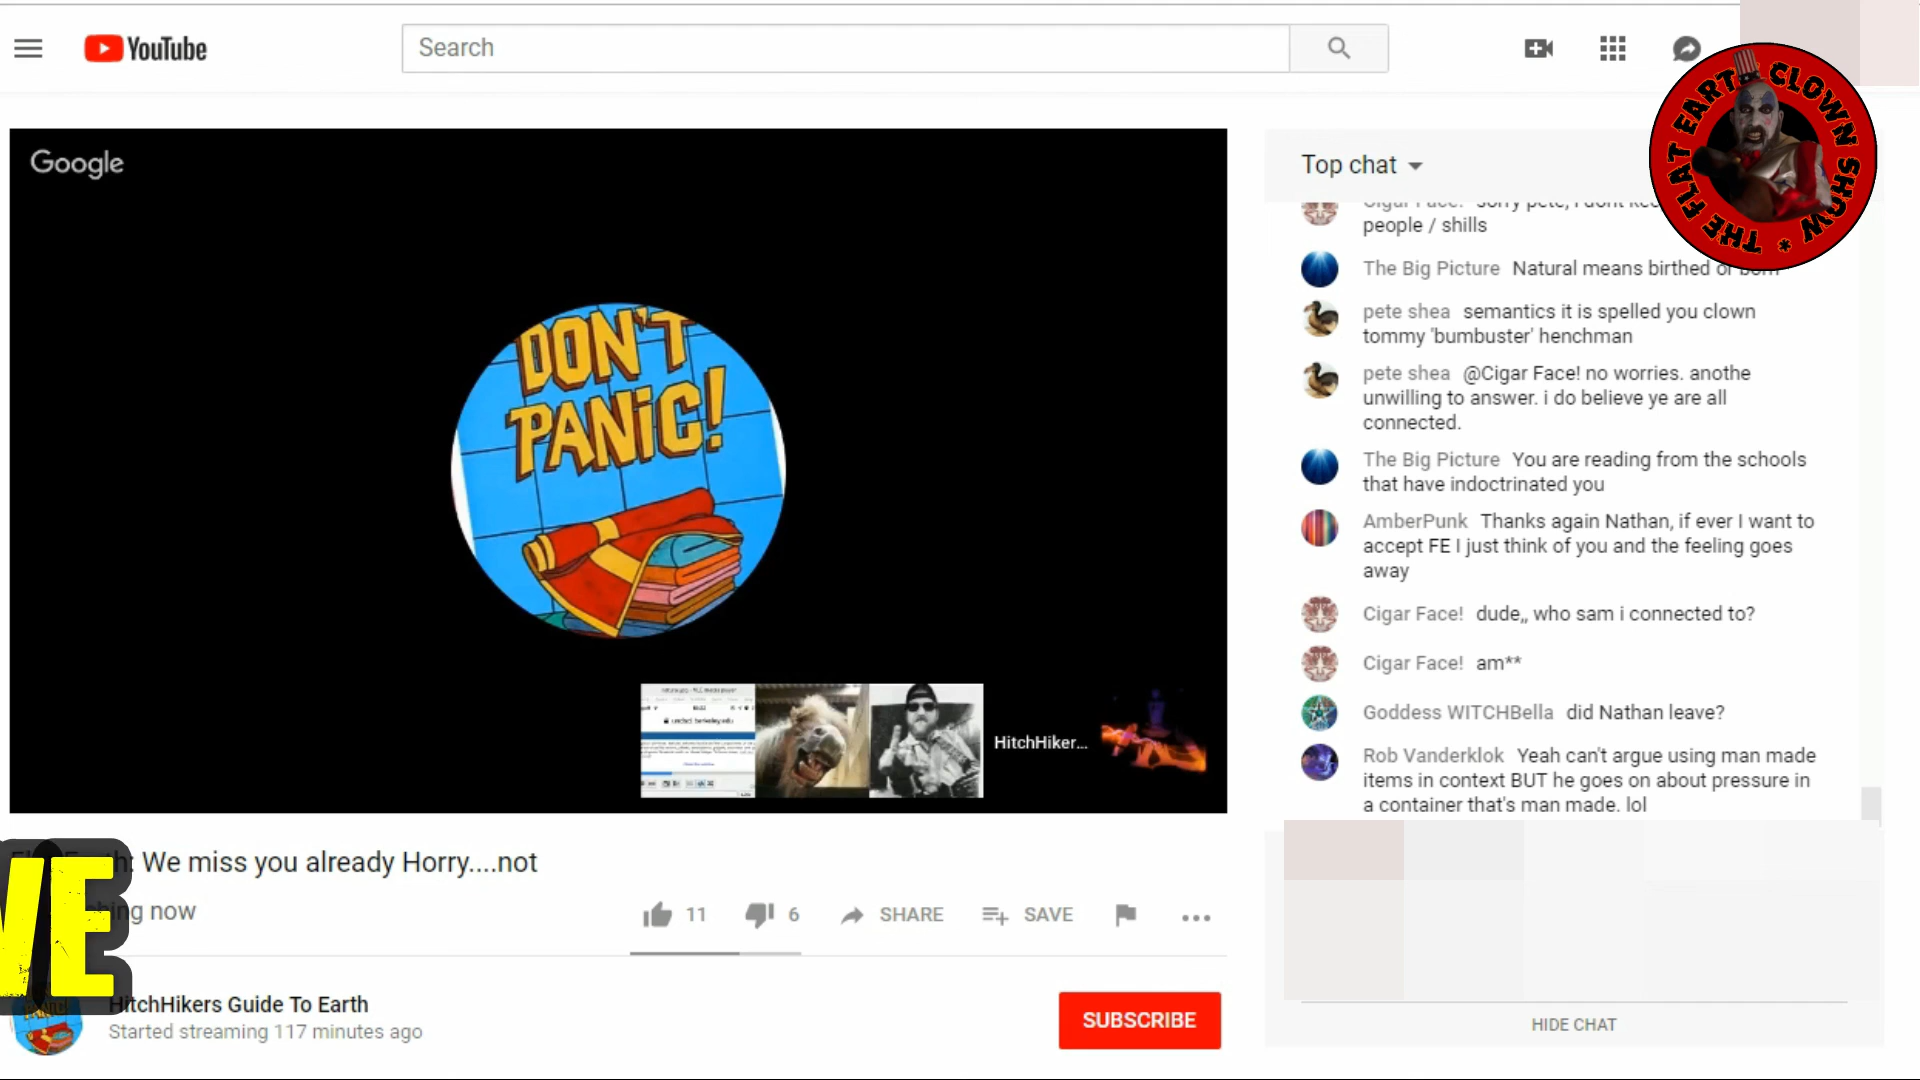 YouTube
Search
THE FLAT EARTH CLOWN SHOW *
Google
DON'T
PANiC!
HitchHiker...
Top chat
people / shills
The Big Picture Natural means birthed or born
pete shea semantics it is spelled you clown
tommy 'bumbuster' henchman
pete shea @Cigar Face! no worries. anothe
unwilling to answer. i do believe ye are all
connected.
The Big Picture You are reading from the schools
that have indoctrinated you
AmberPunk Thanks again Nathan, if ever I want to
accept FE I just think of you and the feeling goes
away
Cigar Face! dude,, who sam i connected to?
Cigar Face! am**
Goddess WITCHBella did Nathan leave?
Rob Vanderklok Yeah can't argue using man made
items in context BUT he goes on about pressure in
a container that's man made. lol
HIDE CHAT
We miss you already Horry....not
now
11
6
SHARE
SAVE
VE
HitchHikers Guide To Earth
Started streaming 117 minutes ago
SUBSCRIBE